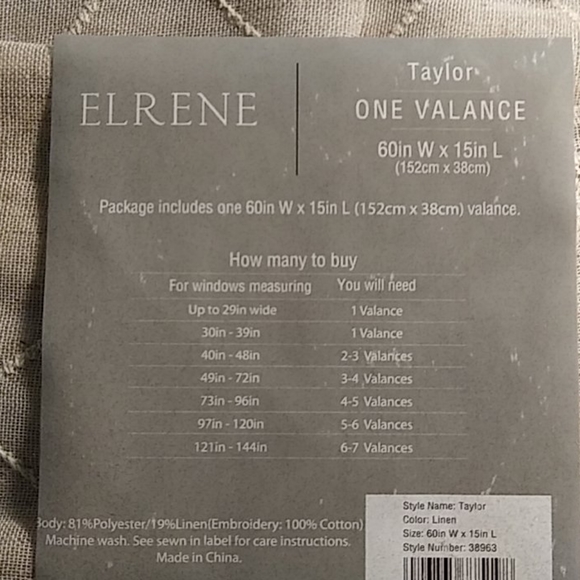 ELRENE
Taylor
ONE VALANCE
60in W x 15in L
(152cm x 38cm)
Package includes one 60in W x 15in L (152cm x 38cm) valance.
How many to buy
For windows measuring You will need
Up to 29in wide 1 Valance
30in - 39in 1 Valance
40in - 48in 2-3 Valances
49in - 72in 3-4 Valances
73in - 96in 4-5 Valances
97in - 120in 5-6 Valances
121in - 144in 6-7 Valances
Body: 81%Polyester/19%Linen(Embroidery: 100% Cotton)
Machine wash. See sewn in label for care instructions.
Made in China.
Style Name: Taylor
Color: Linen
Size: 60in W x 15in L
Style Number: 38963